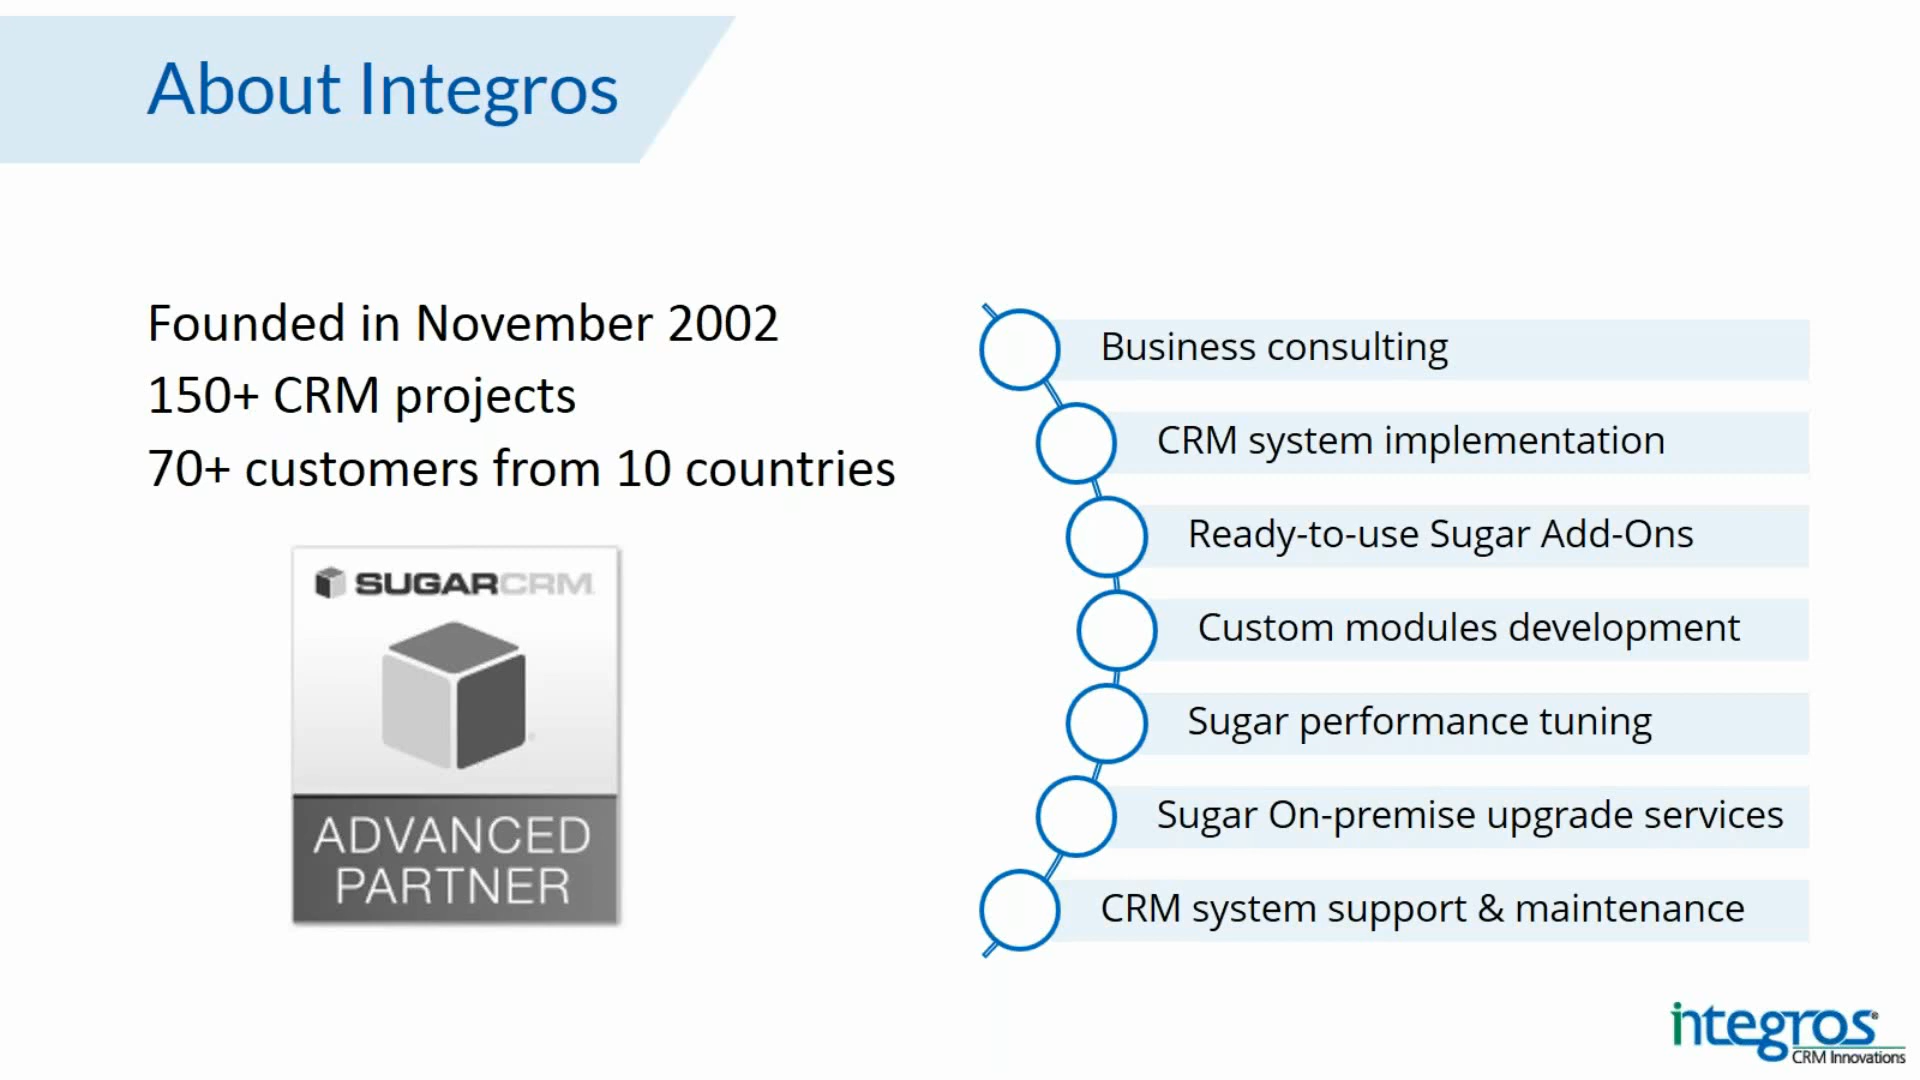 About Integros
Founded in November 2002
150+ CRM projects
70+ customers from 10 countries
SUGARCRM
ADVANCED
PARTNER
Business consulting
CRM system implementation
Ready-to-use Sugar Add-Ons
Custom modules development
Sugar performance tuning
Sugar On-premise upgrade services
CRM system support & maintenance
integros®
CRM Innovations